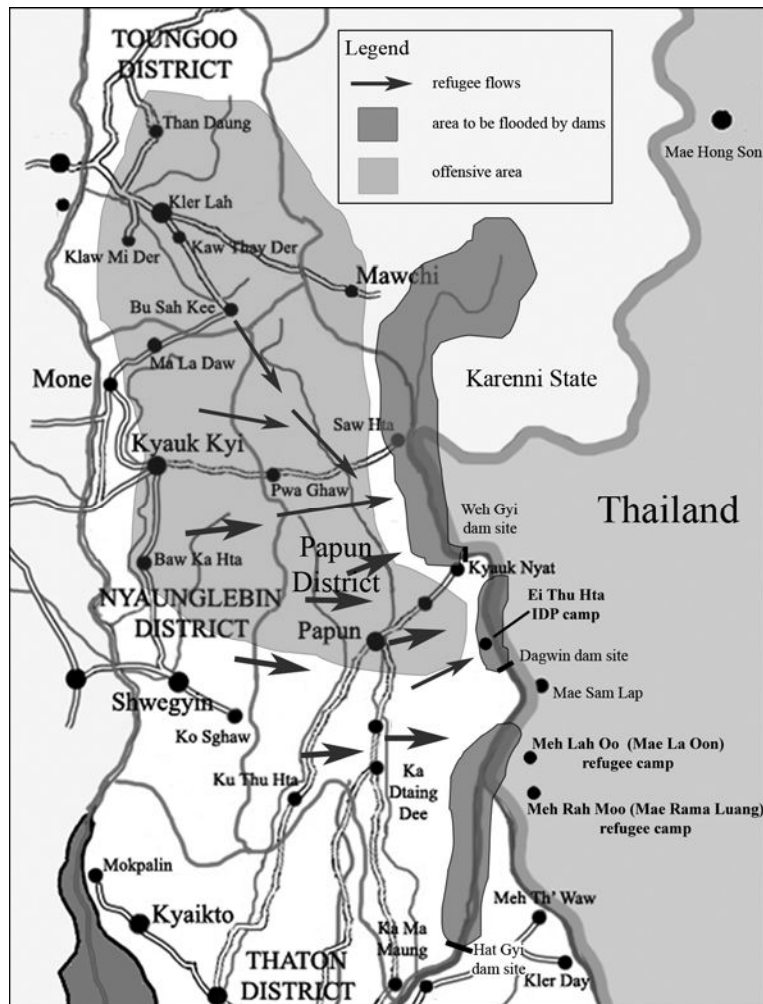 TOUNGOO
DISTRICT
Legend
refugee flows
area to be flooded by dams
offensive area
Than Daung
Mae Hong Son
Kler Lah
Klaw Mi Der
Kaw Thay Der
Mawchi
Bu Sah Kee
Ma La Daw
Mone
Karenni State
Saw Hta
Kyauk Kyi
Pwa Ghaw
Thailand
Weh Gyi
dam site
Baw Ka Hta
Papun
District
Kyauk Nyat
NYAUNGLEBIN
DISTRICT
Ei Thu Hta
IDP camp
Papun
Dagwin dam site
Shwegyin
Mae Sam Lap
Ko Sghaw
Meh Lah Oo (Mae La Oon)
refugee camp
Ku Thu Hta
Ka
Dtaing
Dee
Meh Rah Moo (Mae Rama Luang)
refugee camp
Mokpalin
Kyaikto
Meh Th' Waw
Ka Ma
Maung
Hat Gyi
dam site
THATON
DISTRICT
Kler Day